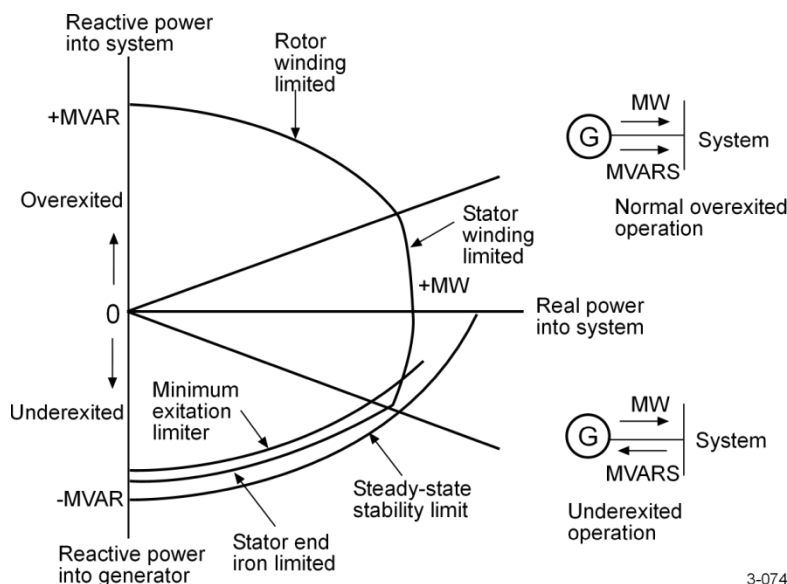 Reactive power
into system
Rotor
winding
limited
+MVAR
Overexited
Stator
winding
limited
+MW
0
Real power
into system
Underexited
Minimum
exitation
limiter
-MVAR
Steady-state
stability limit
Stator end
iron limited
Reactive power
into generator
MW
G
System
MVARS
Normal overexited
operation
MW
G
System
MVARS
Underexited
operation
3-074